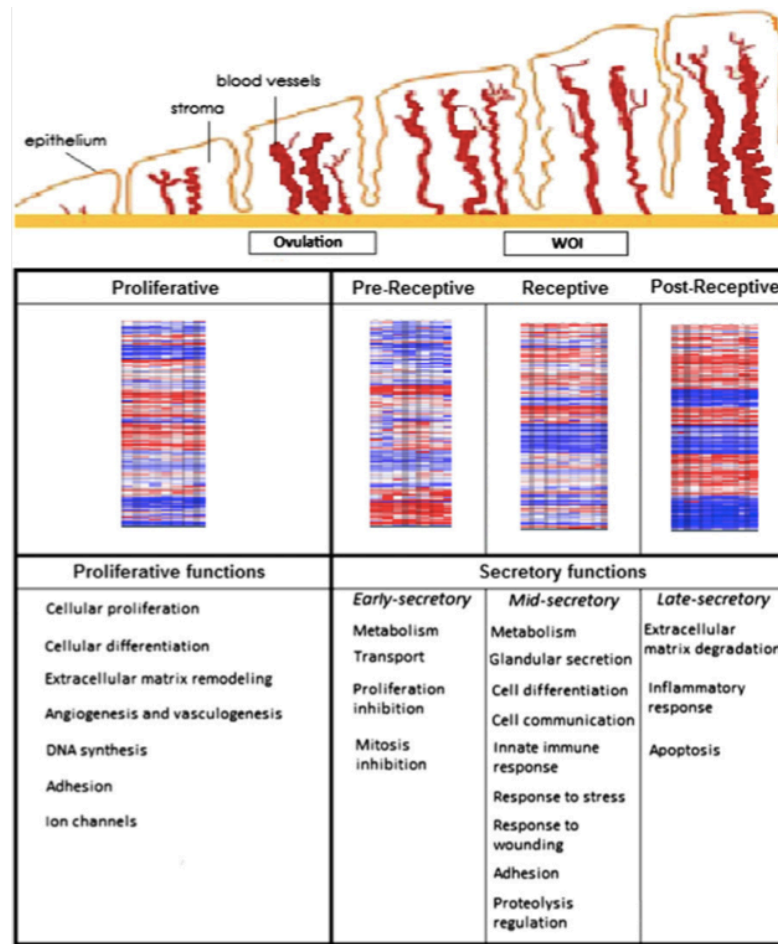 blood vessels
stroma
epithelium
Ovulation
WOI
Proliferative
Pre-Receptive
Receptive
Post-Receptive
Proliferative functions
Secretory functions
Cellular proliferation
Cellular differentiation
Extracellular matrix remodeling
Angiogenesis and vasculogenesis
DNA synthesis
Adhesion
Ion channels
Early-secretory
Metabolism
Transport
Proliferation
inhibition
Mitosis
inhibition
Mid-secretory
Metabolism
Glandular secretion
Cell differentiation
Cell communication
Innate immune
response
Response to stress
Response to
wounding
Adhesion
Proteolysis
regulation
Late-secretory
Extracellular
matrix degradation
Inflammatory
response
Apoptosis